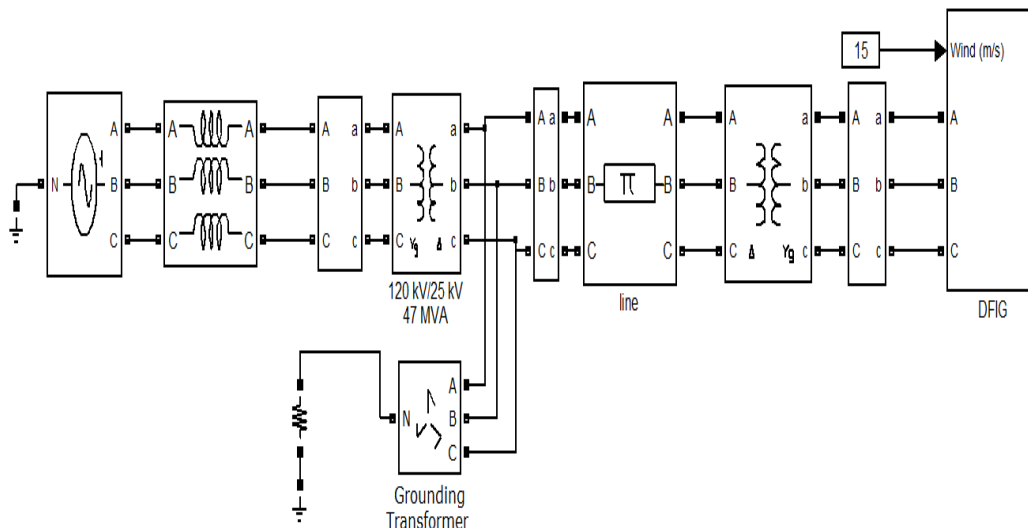 15
Wind (m/s)
N A B C
A B C A B C
A B C a b c
A B C a b c
Yg Δ
120 kV/25 kV
47 MVA
A B C a b c
A B C A B C
π
line
A B C a b c
Δ Yg
A B C a b c
A B C
DFIG
N A B C
Grounding
Transformer